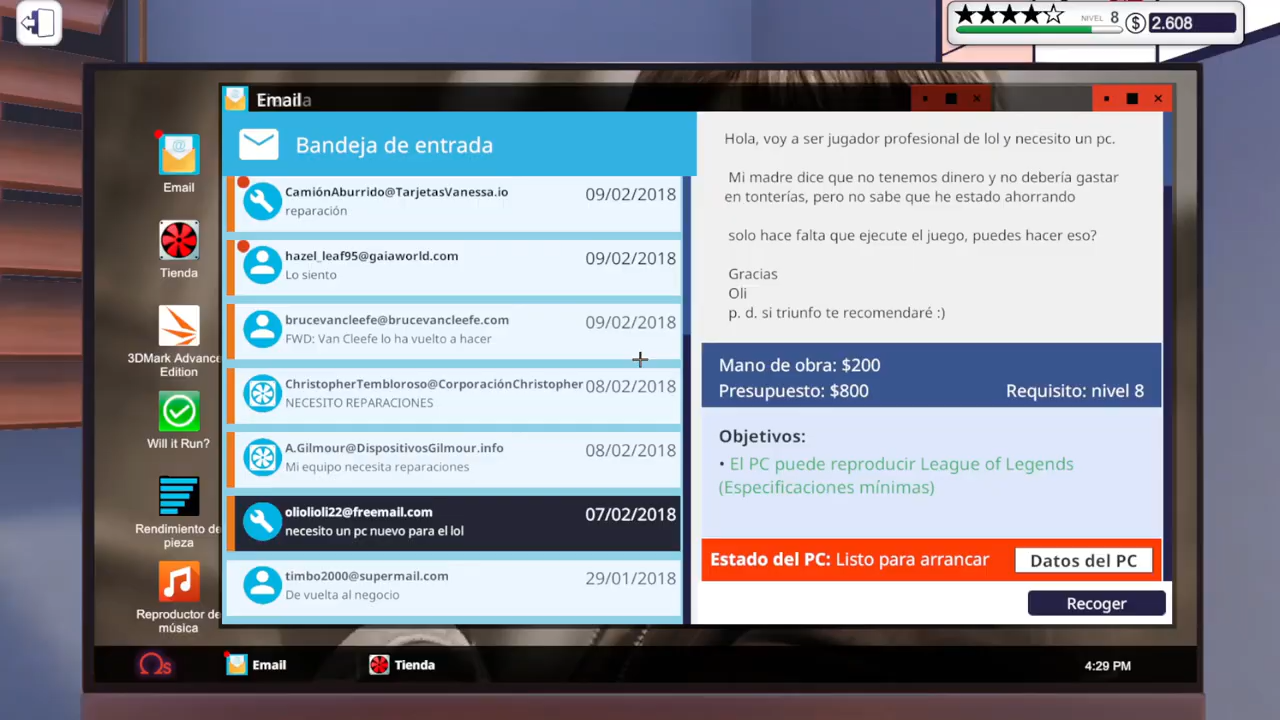 NIVEL 8
$ 2.608
Email
Bandeja de entrada
CamiónAburrido@TarjetasVanessa.io 09/02/2018
reparación
hazel_leaf95@gaiaworld.com 09/02/2018
Lo siento
brucevancleefe@brucevancleefe.com 09/02/2018
FWD: Van Cleefe lo ha vuelto a hacer
ChristopherTembloroso@CorporaciónChristopher 08/02/2018
NECESITO REPARACIONES
A.Gilmour@DispositivosGilmour.info 08/02/2018
Mi equipo necesita reparaciones
oliolioli22@freemail.com 07/02/2018
necesito un pc nuevo para el lol
timbo2000@supermail.com 29/01/2018
De vuelta al negocio
Hola, voy a ser jugador profesional de lol y necesito un pc.
Mi madre dice que no tenemos dinero y no debería gastar
en tonterías, pero no sabe que he estado ahorrando
solo hace falta que ejecute el juego, puedes hacer eso?
Gracias
Oli
p. d. si triunfo te recomendaré :)
Mano de obra: $200
Presupuesto: $800 Requisito: nivel 8
Objetivos:
• El PC puede reproducir League of Legends
(Especificaciones mínimas)
Estado del PC: Listo para arrancar Datos del PC
Recoger
Email
Tienda
3DMark Advance
Edition
Will it Run?
Rendimiento de
pieza
Reproductor de
música
Ωs
Email
Tienda
4:29 PM